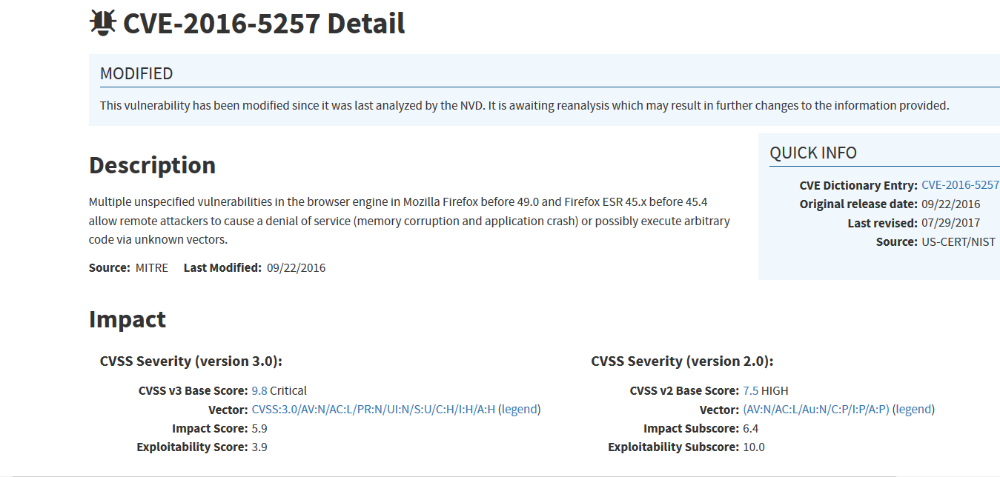 CVE-2016-5257 Detail
MODIFIED
This vulnerability has been modified since it was last analyzed by the NVD. It is awaiting reanalysis which may result in further changes to the information provided.
Description
Multiple unspecified vulnerabilities in the browser engine in Mozilla Firefox before 49.0 and Firefox ESR 45.x before 45.4
allow remote attackers to cause a denial of service (memory corruption and application crash) or possibly execute arbitrary
code via unknown vectors.
Source: MITRE Last Modified: 09/22/2016
QUICK INFO
CVE Dictionary Entry: CVE-2016-5257
Original release date: 09/22/2016
Last revised: 07/29/2017
Source: US-CERT/NIST
Impact
CVSS Severity (version 3.0):
CVSS v3 Base Score: 9.8 Critical
Vector: CVSS:3.0/AV:N/AC:L/PR:N/UI:N/S:U/C:H/I:H/A:H (legend)
Impact Score: 5.9
Exploitability Score: 3.9
CVSS Severity (version 2.0):
CVSS v2 Base Score: 7.5 HIGH
Vector: (AV:N/AC:L/Au:N/C:P/I:P/A:P) (legend)
Impact Subscore: 6.4
Exploitability Subscore: 10.0